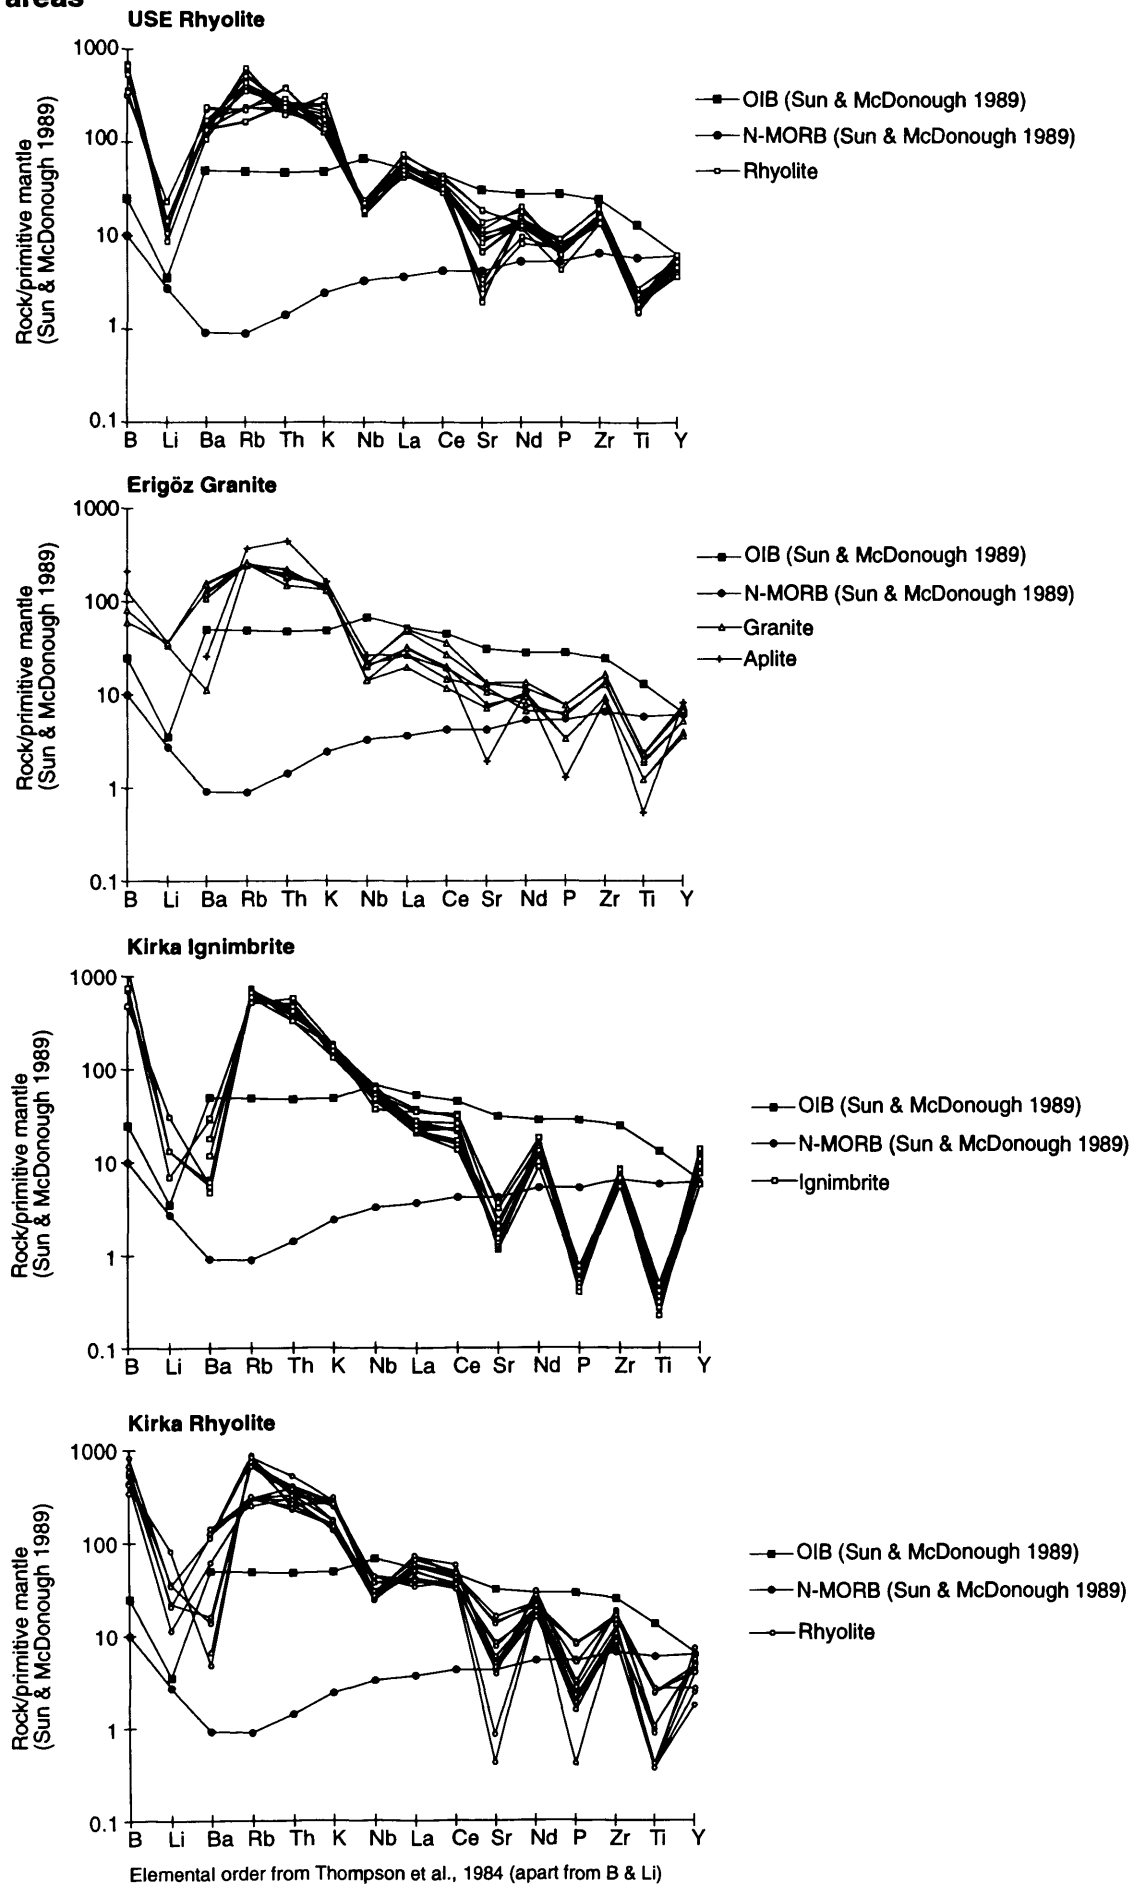 areas
USE Rhyolite
1000
100
10
1
0.1
Rock/primitive mantle
(Sun & McDonough 1989)
B Li Ba Rb Th K Nb La Ce Sr Nd P Zr Ti Y
OIB (Sun & McDonough 1989)
N-MORB (Sun & McDonough 1989)
Rhyolite
Erigöz Granite
1000
100
10
1
0.1
Rock/primitive mantle
(Sun & McDonough 1989)
B Li Ba Rb Th K Nb La Ce Sr Nd P Zr Ti Y
OIB (Sun & McDonough 1989)
N-MORB (Sun & McDonough 1989)
Granite
Aplite
Kirka Ignimbrite
1000
100
10
1
0.1
Rock/primitive mantle
(Sun & McDonough 1989)
B Li Ba Rb Th K Nb La Ce Sr Nd P Zr Ti Y
OIB (Sun & McDonough 1989)
N-MORB (Sun & McDonough 1989)
Ignimbrite
Kirka Rhyolite
1000
100
10
1
0.1
Rock/primitive mantle
(Sun & McDonough 1989)
B Li Ba Rb Th K Nb La Ce Sr Nd P Zr Ti Y
OIB (Sun & McDonough 1989)
N-MORB (Sun & McDonough 1989)
Rhyolite
Elemental order from Thompson et al., 1984 (apart from B & Li)